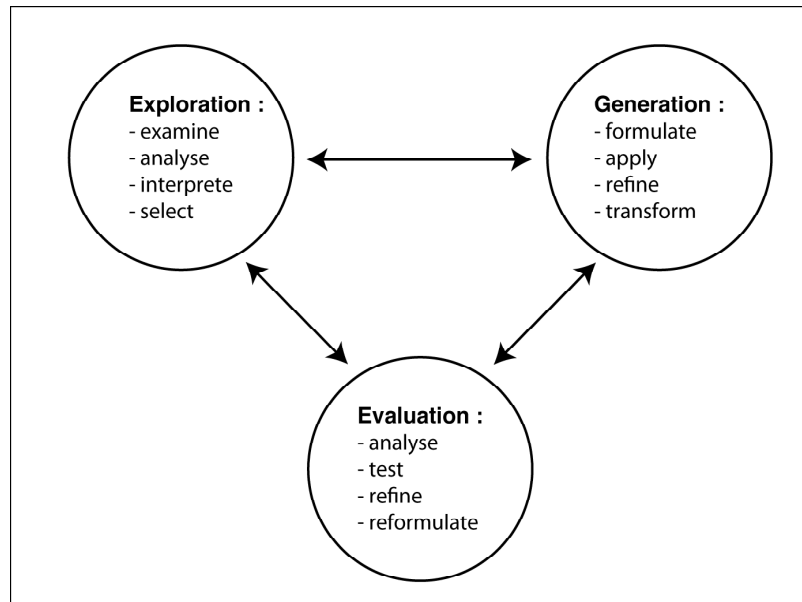 Exploration :
- examine
- analyse
- interprete
- select
Generation :
- formulate
- apply
- refine
- transform
Evaluation :
- analyse
- test
- refine
- reformulate